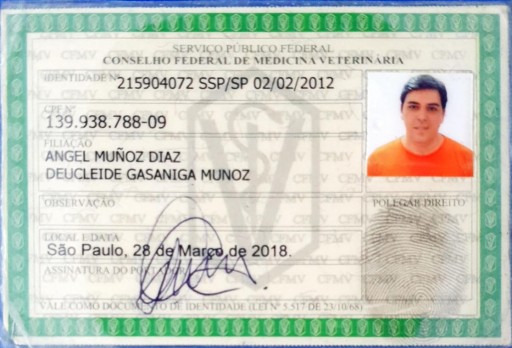 SERVIÇO PÚBLICO FEDERAL
CONSELHO FEDERAL DE MEDICINA VETERINÁRIA
IDENTIDADE Nº 215904072 SSP/SP 02/02/2012
CPF Nº
139.938.788-09
FILIAÇÃO
ANGEL MUÑOZ DIAZ
DEUCLEIDE GASANIGA MUNOZ
OBSERVAÇÃO
POLEGAR DIREITO
LOCAL E DATA
São Paulo, 28 de Março de 2018.
ASSINATURA DO PORTADOR
VALE COMO DOCUMENTO DE IDENTIDADE (LEI Nº 5.517 DE 23/10/68)